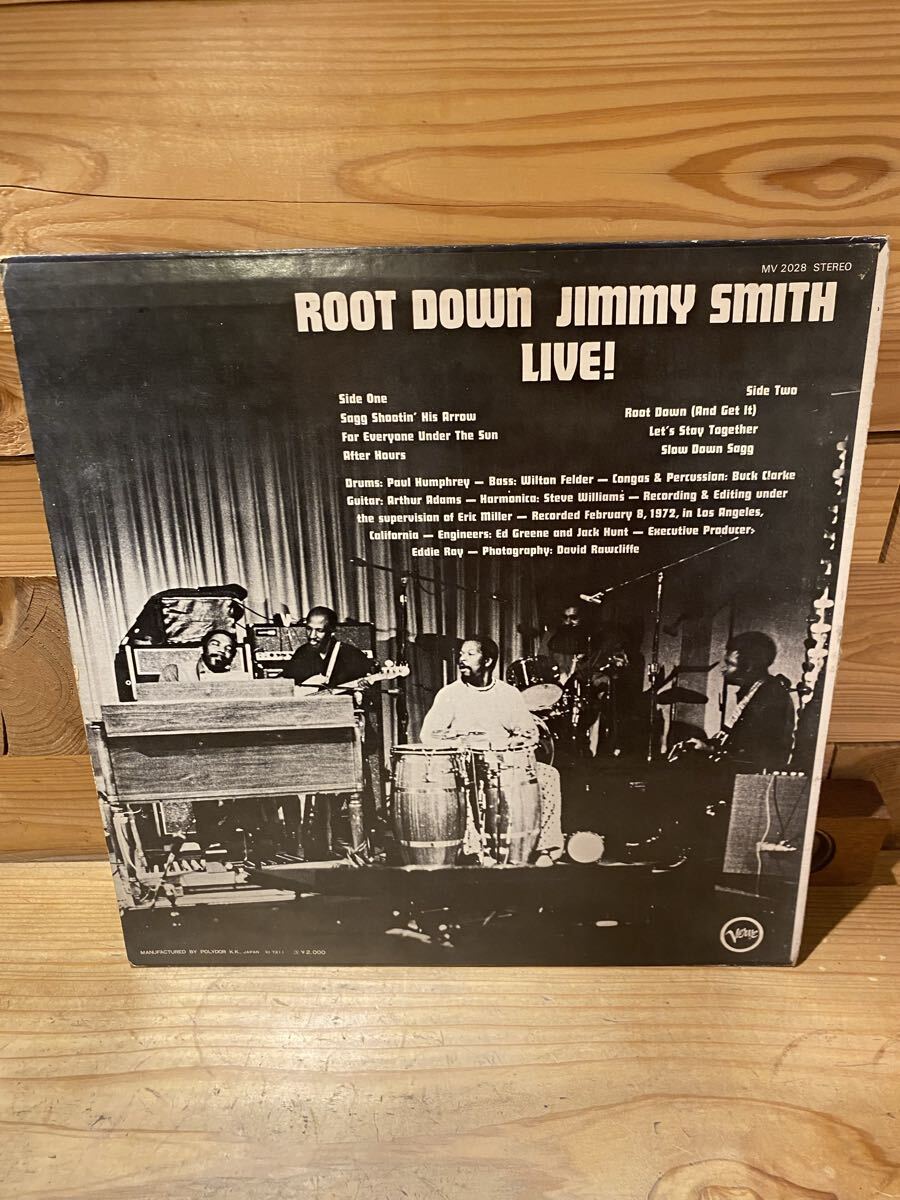 MV 2028 STEREO
ROOT DOWN JIMMY SMITH
LIVE!
Side One
Sagg Shootin' His Arrow
For Everyone Under The Sun
After Hours
Side Two
Root Down (And Get It)
Let's Stay Together
Slow Down Sagg
Drums: Paul Humphrey — Bass: Wilton Felder — Congas & Percussion: Buck Clarke
Guitar: Arthur Adams — Harmonica: Steve Williams — Recording & Editing under
the supervision of Eric Miller — Recorded February 8, 1972, in Los Angeles,
California — Engineers: Ed Greene and Jack Hunt — Executive Producer:
Eddie Ray — Photography: David Rawcliffe
MANUFACTURED BY POLYDOR K.K., JAPAN ¥2,000
Verve